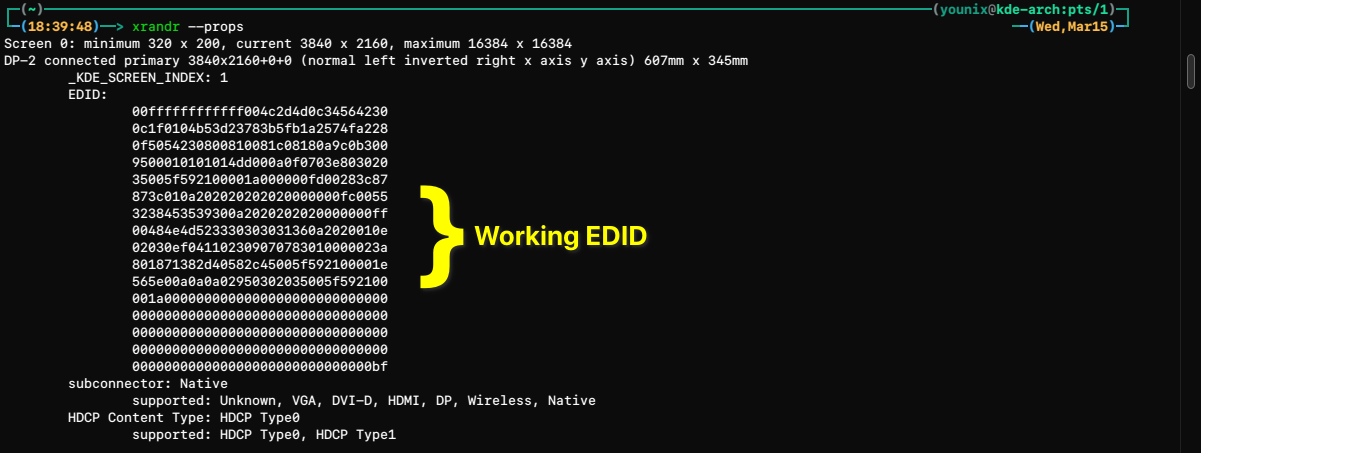 (~) (younix@kde-arch:pts/1)
(18:39:48)──> xrandr --props (Wed,Mar15)
Screen 0: minimum 320 x 200, current 3840 x 2160, maximum 16384 x 16384
DP-2 connected primary 3840x2160+0+0 (normal left inverted right x axis y axis) 607mm x 345mm
_KDE_SCREEN_INDEX: 1
EDID:
00ffffffffffff004c2d4d0c34564230
0c1f0104b53d23783b5fb1a2574fa228
0f5054230800810081c08180a9c0b300
9500010101014dd000a0f0703e803020
35005f592100001a000000fd00283c87
873c010a202020202020000000fc0055
3238453539300a2020202020000000ff
00484e4d523330303031360a2020010e
02030ef041102309070783010000023a
801871382d40582c45005f592100001e
565e00a0a0a02950302035005f592100
001a0000000000000000000000000000
00000000000000000000000000000000
00000000000000000000000000000000
00000000000000000000000000000000
000000000000000000000000000000bf
Working EDID
subconnector: Native
supported: Unknown, VGA, DVI-D, HDMI, DP, Wireless, Native
HDCP Content Type: HDCP Type0
supported: HDCP Type0, HDCP Type1